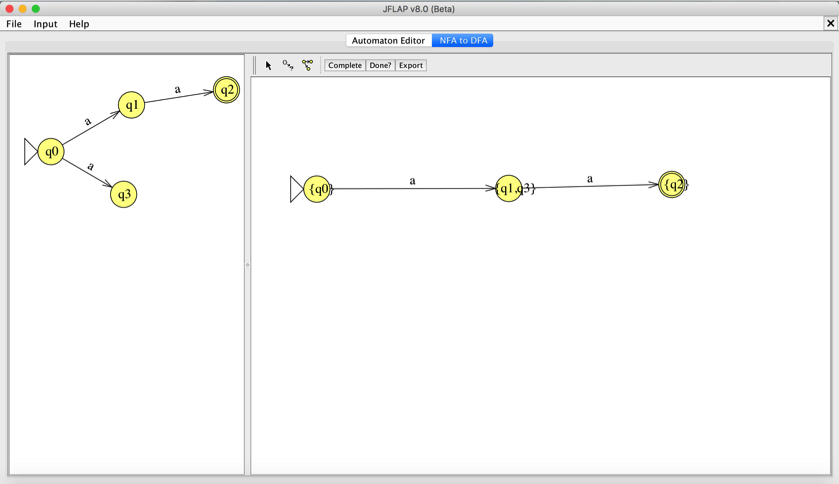 JFLAP v8.0 (Beta)
File Input Help
Automaton Editor NFA to DFA
Complete Done? Export
a
q2
q1
a
q0
a
q3
{q0}
a
{q1,q3}
a
{q2}